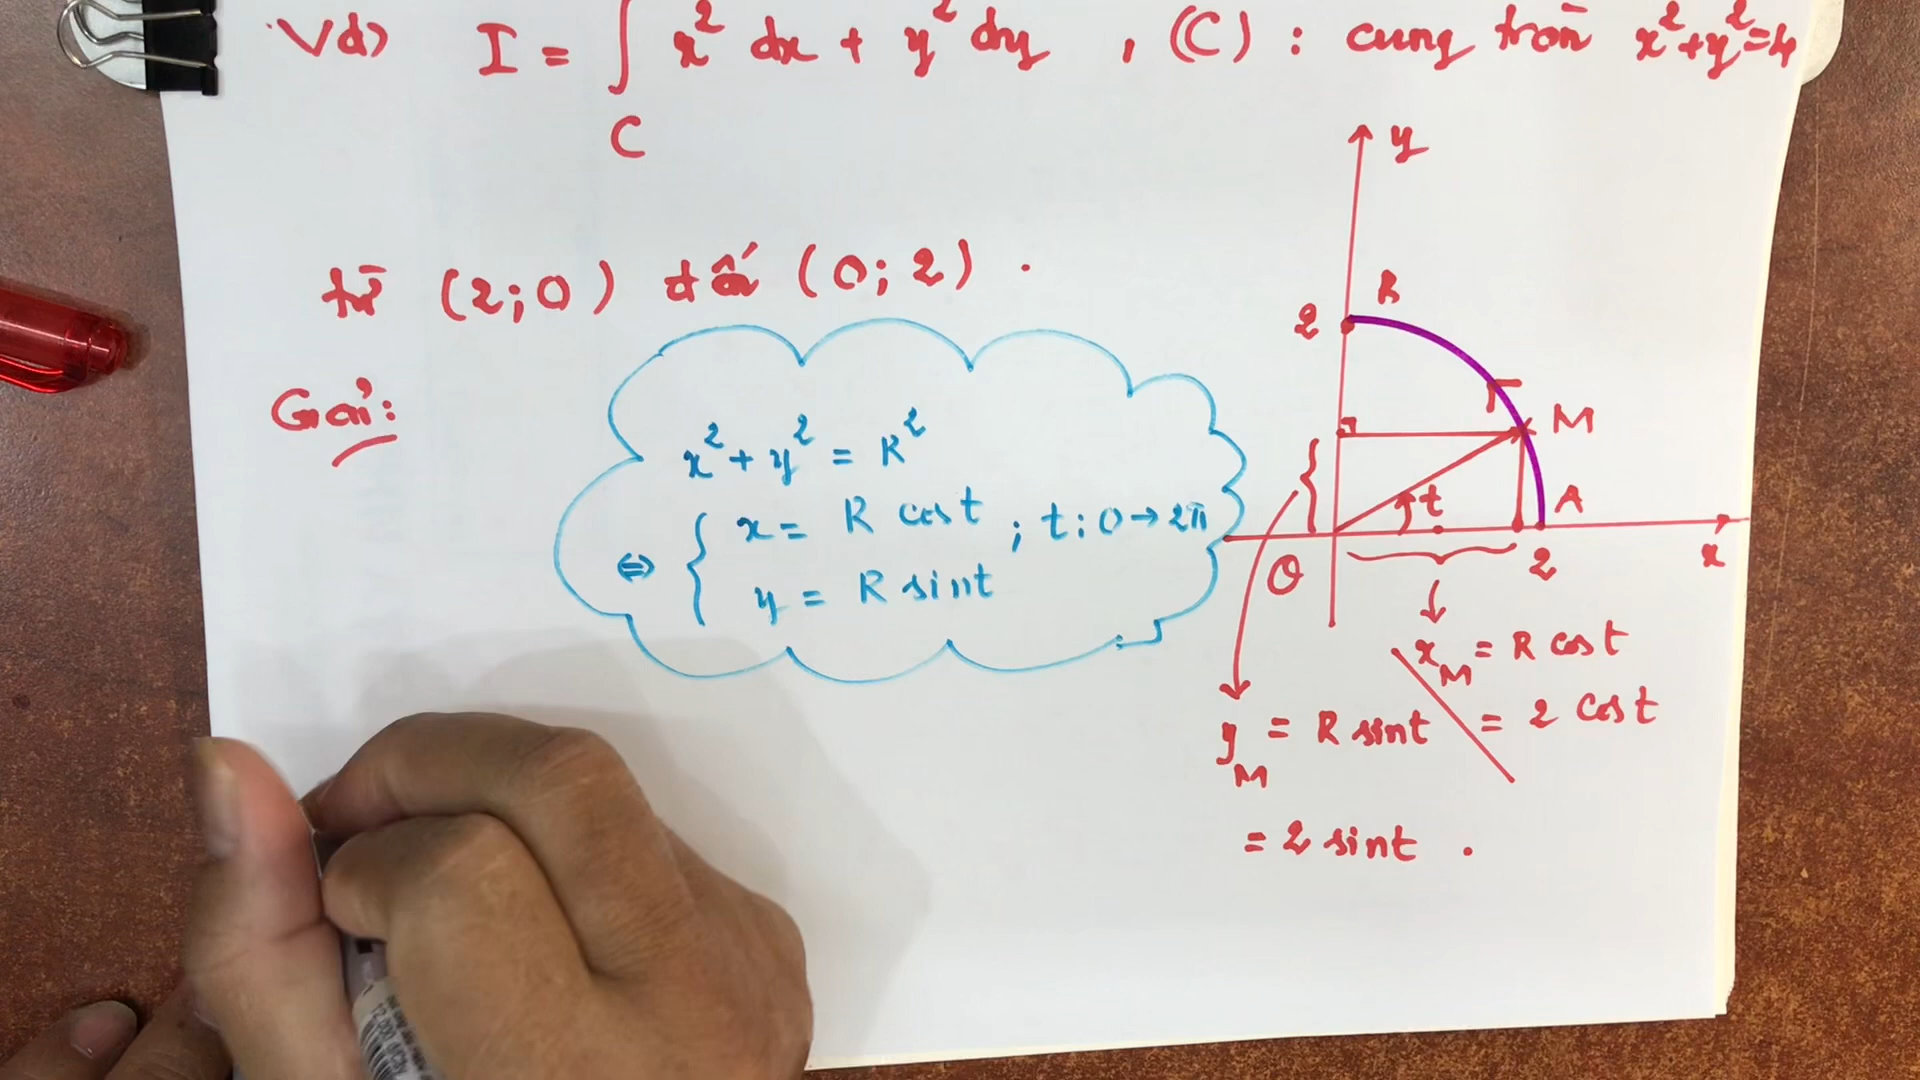 Vd) I = ∫ x² dx + y² dy , (C) : cung tròn x²+y²=4
C
từ (2;0) đến (0;2) .
Giải:
x² + y² = R²
⇔ { x = R cost ; t : 0 → 2π
y = R sint
y
2 B
M
t A
O 2 x
x_M = R cost
= 2 cost
y_M = R sint
= 2 sint .